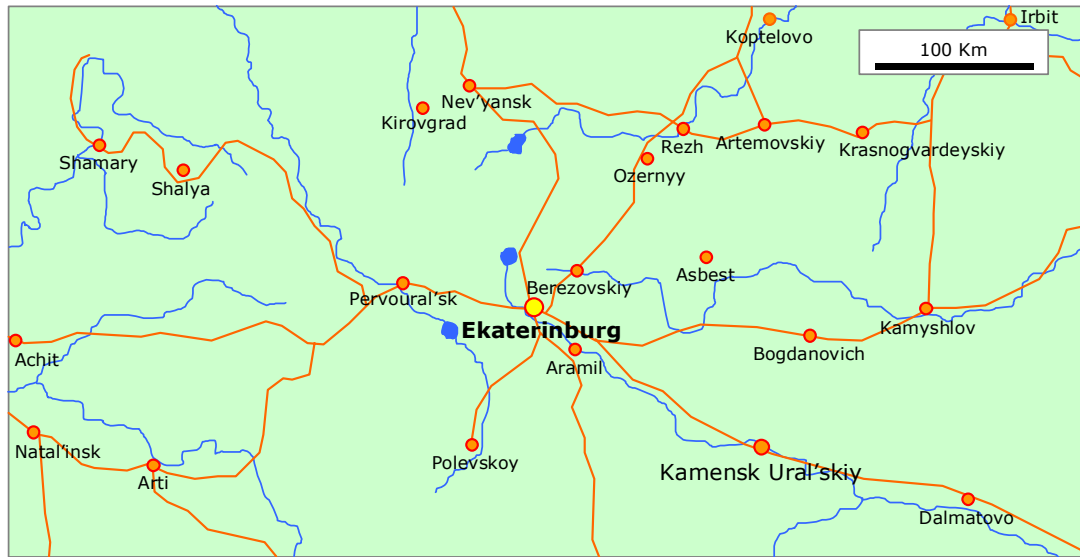 Irbit
Koptelovo
100 Km
Nev'yansk
Kirovgrad
Rezh
Artemovskiy
Krasnogvardeyskiy
Shamary
Shalya
Ozernyy
Asbest
Berezovskiy
Pervoural'sk
Ekaterinburg
Kamyshlov
Achit
Aramil
Bogdanovich
Natal'insk
Polevskoy
Kamensk Ural'skiy
Arti
Dalmatovo